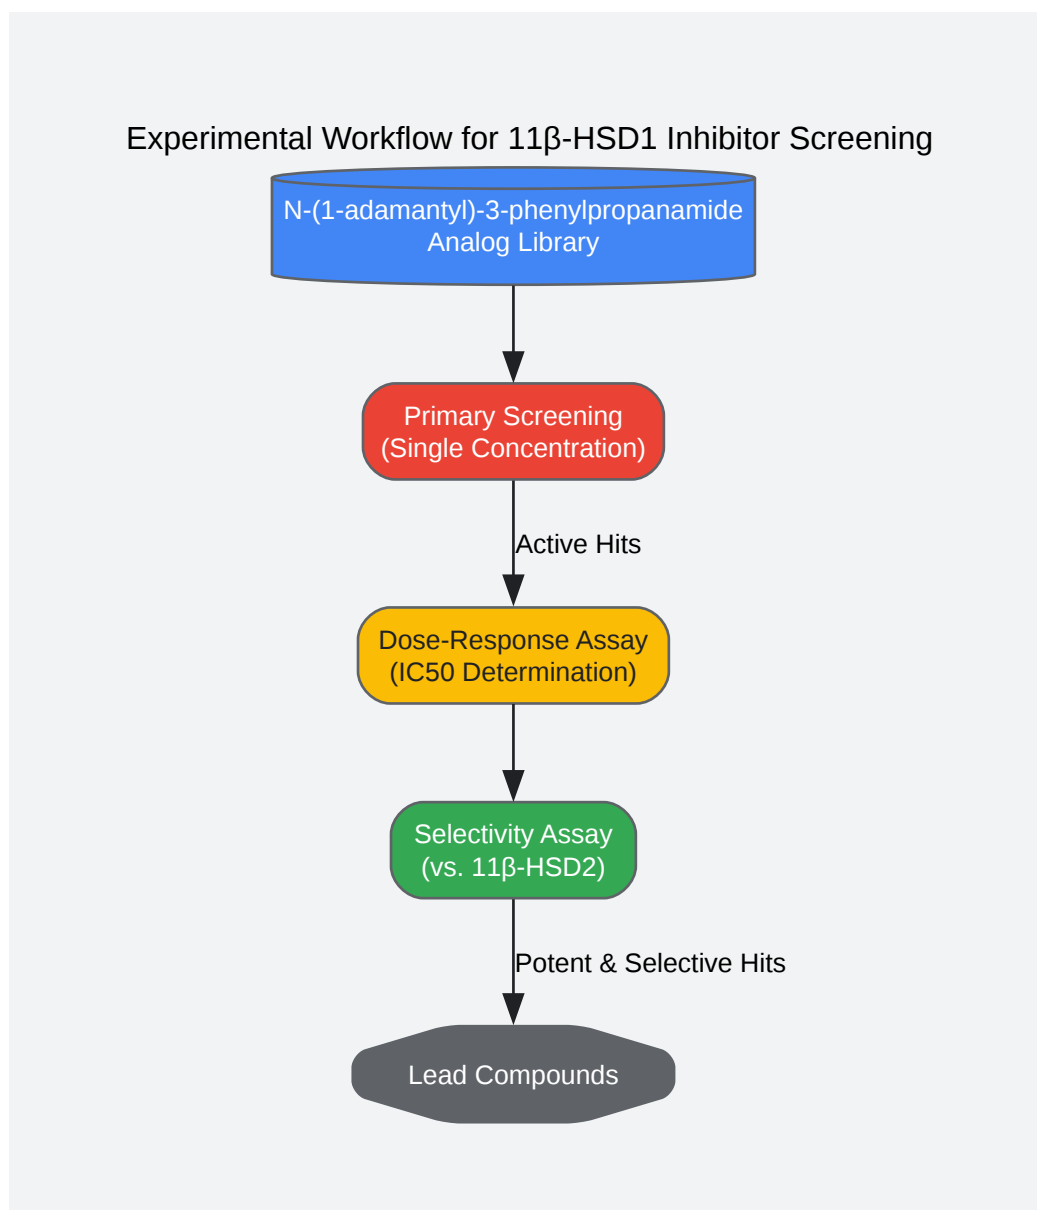 Experimental Workflow for 11β-HSD1 Inhibitor Screening
N-(1-adamantyl)-3-phenylpropanamide
Analog Library
Primary Screening
(Single Concentration)
Active Hits
Dose-Response Assay
(IC50 Determination)
Selectivity Assay
(vs. 11β-HSD2)
Potent & Selective Hits
Lead Compounds